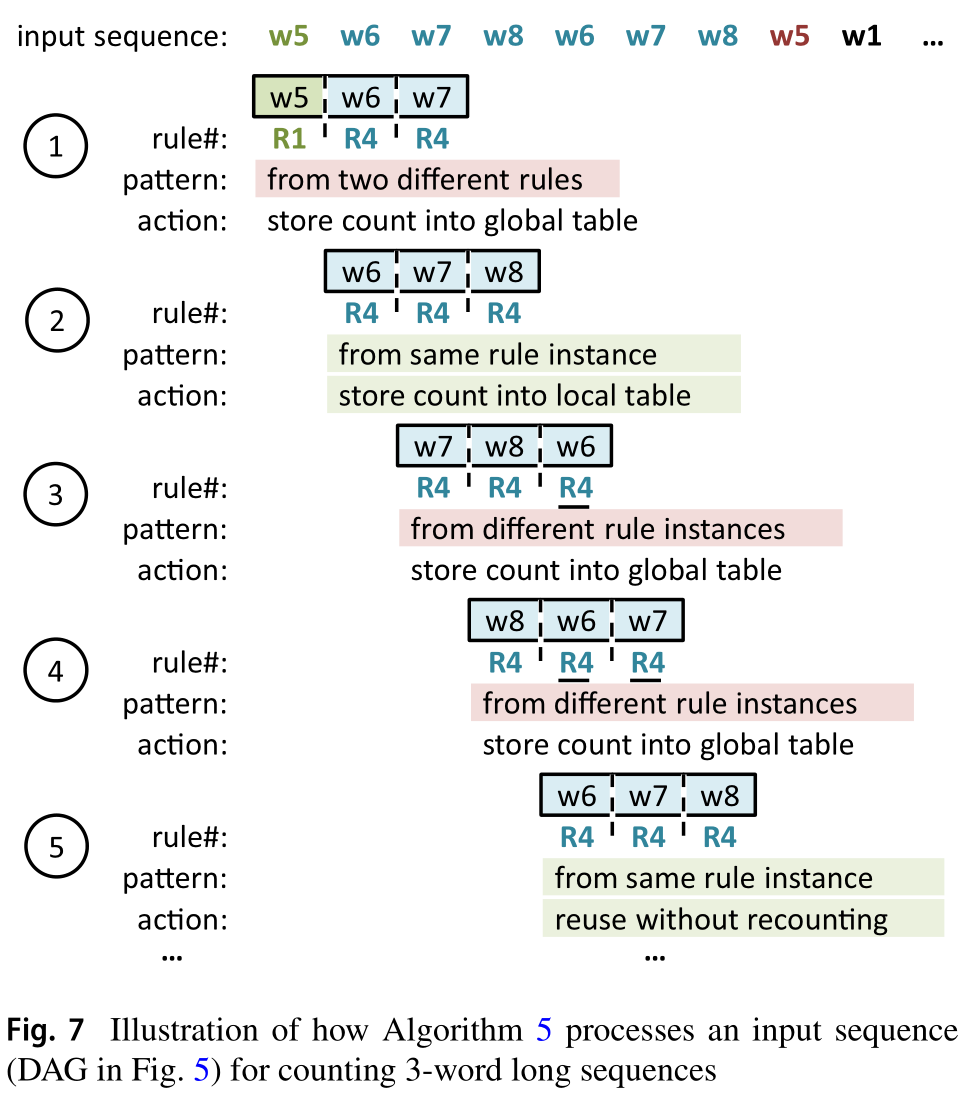 input sequence: w5 w6 w7 w8 w6 w7 w8 w5 w1 ...
w5 w6 w7
1
rule#: R1 R4 R4
pattern: from two different rules
action: store count into global table
w6 w7 w8
2
rule#: R4 R4 R4
pattern: from same rule instance
action: store count into local table
w7 w8 w6
3
rule#: R4 R4 R4
pattern: from different rule instances
action: store count into global table
w8 w6 w7
4
rule#: R4 R4 R4
pattern: from different rule instances
action: store count into global table
w6 w7 w8
5
rule#: R4 R4 R4
pattern: from same rule instance
action: reuse without recounting
... ...
Fig. 7 Illustration of how Algorithm 5 processes an input sequence
(DAG in Fig. 5) for counting 3-word long sequences